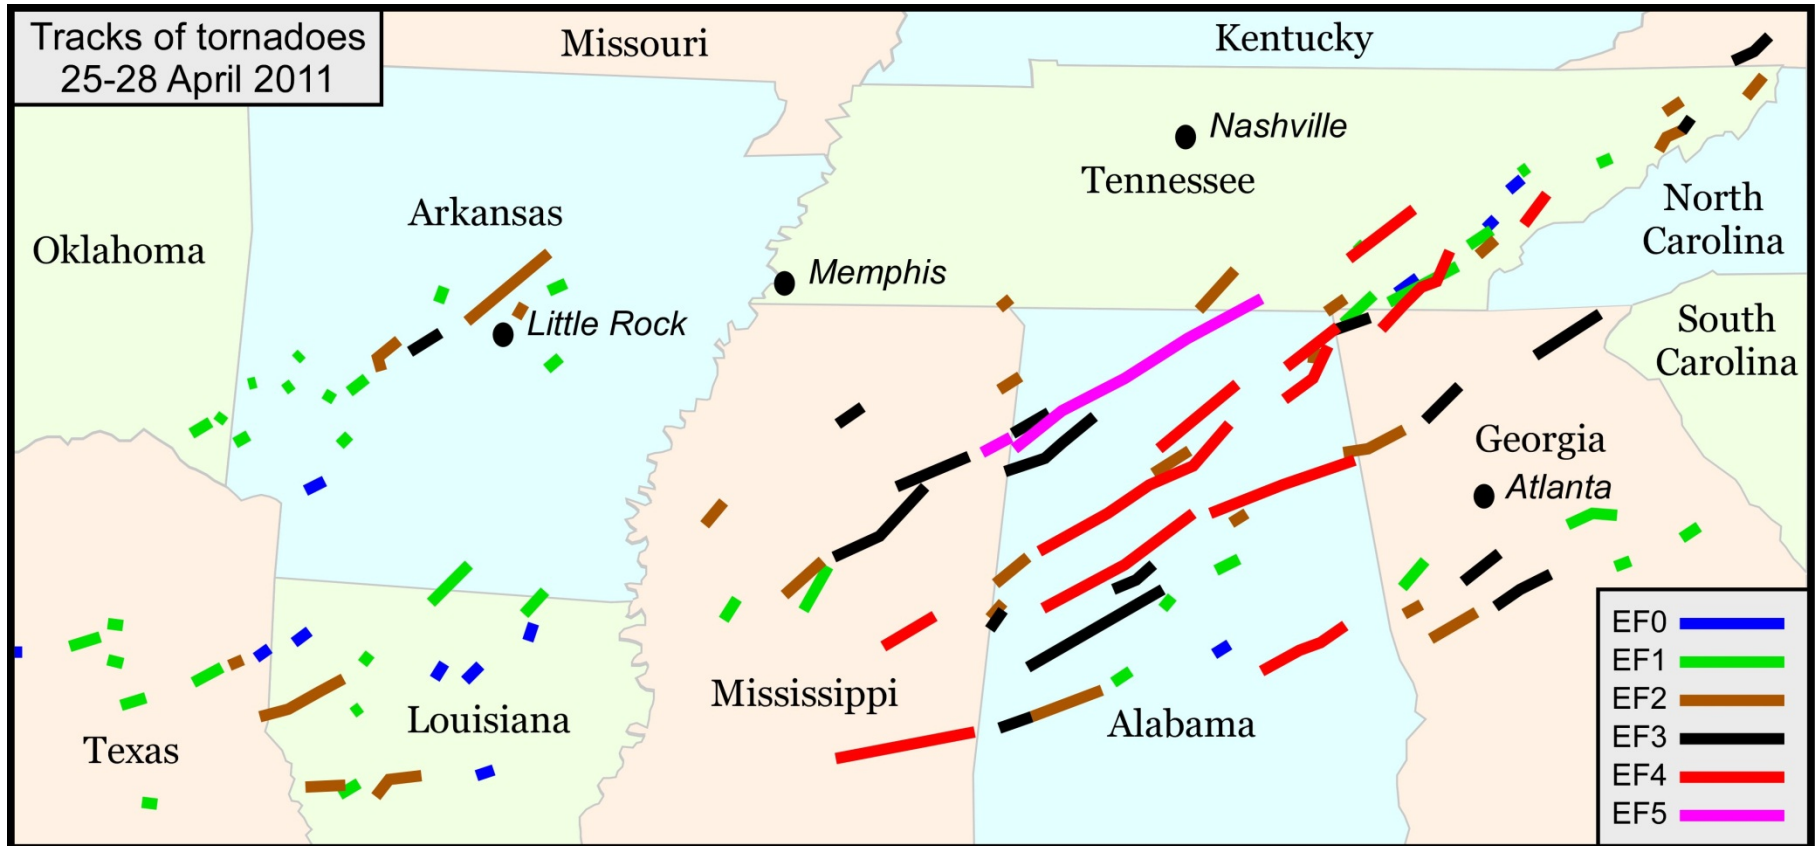 Tracks of tornadoes
25-28 April 2011
Missouri
Kentucky
Nashville
Tennessee
Arkansas
North
Carolina
Oklahoma
Memphis
Little Rock
South
Carolina
Georgia
Atlanta
Mississippi
Louisiana
Alabama
Texas
EF0
EF1
EF2
EF3
EF4
EF5